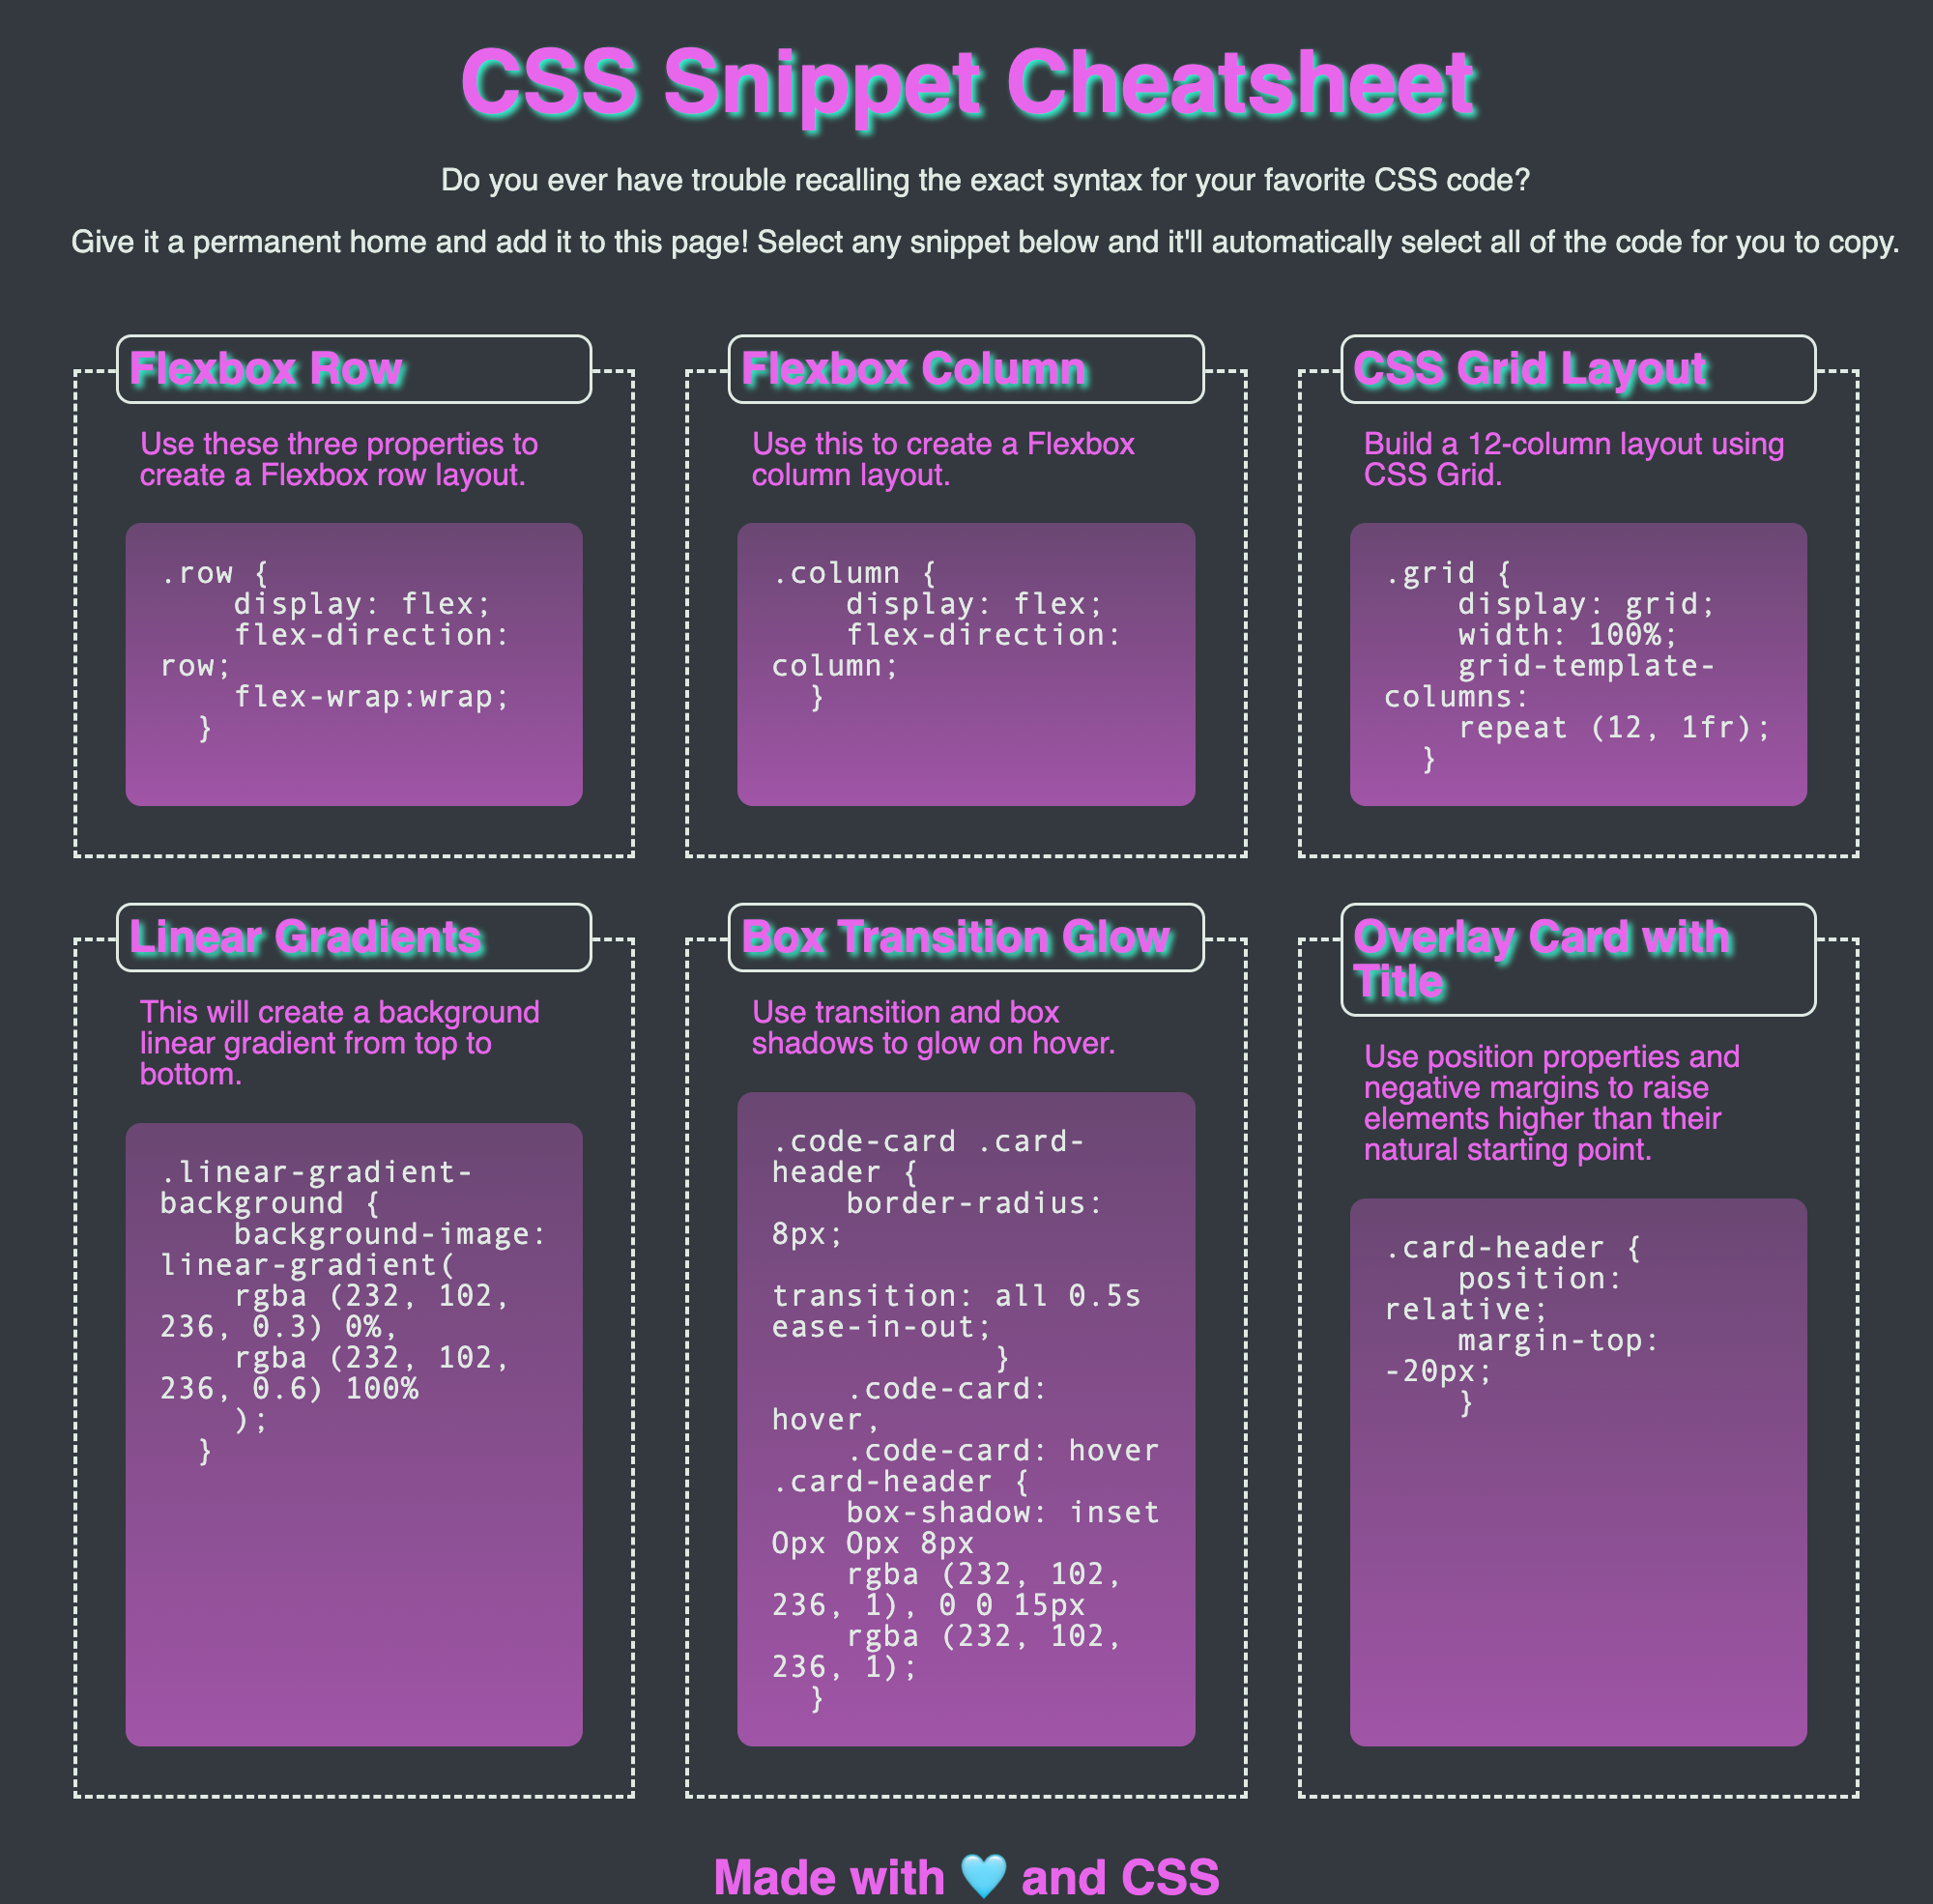 CSS Snippet Cheatsheet
Do you ever have trouble recalling the exact syntax for your favorite CSS code?
Give it a permanent home and add it to this page! Select any snippet below and it'll automatically select all of the code for you to copy.
Flexbox Row
Use these three properties to
create a Flexbox row layout.
.row {
    display: flex;
    flex-direction:
row;
    flex-wrap:wrap;
  }
Flexbox Column
Use this to create a Flexbox
column layout.
.column {
    display: flex;
    flex-direction:
column;
  }
CSS Grid Layout
Build a 12-column layout using
CSS Grid.
.grid {
    display: grid;
    width: 100%;
    grid-template-
columns:
    repeat (12, 1fr);
  }
Linear Gradients
This will create a background
linear gradient from top to
bottom.
.linear-gradient-
background {
    background-image:
linear-gradient(
    rgba (232, 102,
236, 0.3) 0%,
    rgba (232, 102,
236, 0.6) 100%
    );
  }
Box Transition Glow
Use transition and box
shadows to glow on hover.
.code-card .card-
header {
    border-radius:
8px;
transition: all 0.5s
ease-in-out;
            }
    .code-card:
hover,
    .code-card: hover
.card-header {
    box-shadow: inset
0px 0px 8px
    rgba (232, 102,
236, 1), 0 0 15px
    rgba (232, 102,
236, 1);
  }
Overlay Card with
Title
Use position properties and
negative margins to raise
elements higher than their
natural starting point.
.card-header {
    position:
relative;
    margin-top:
-20px;
    }
Made with 🩵 and CSS